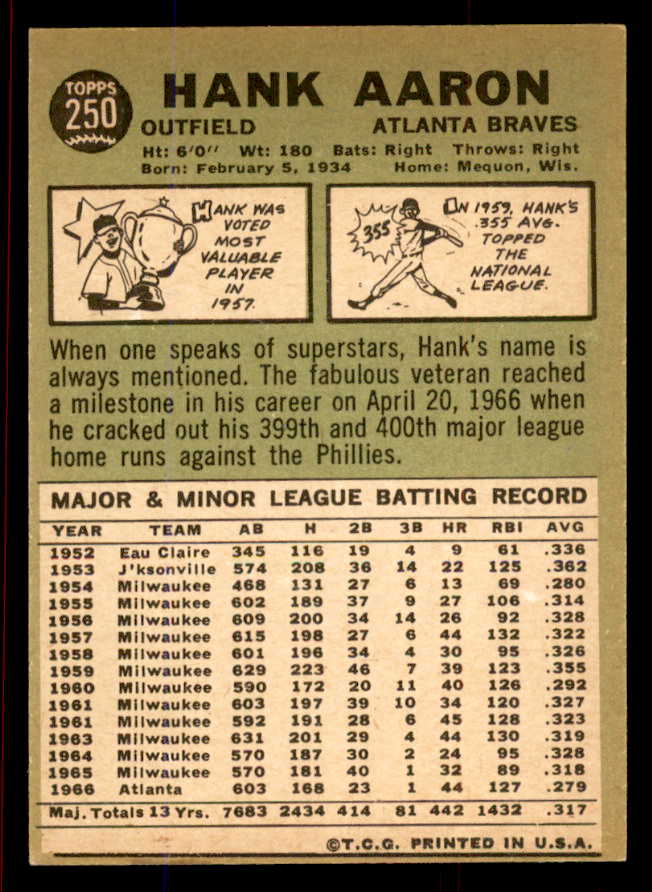 TOPPS
250
HANK AARON
OUTFIELD ATLANTA BRAVES
Ht: 6'0" Wt: 180 Bats: Right Throws: Right
Born: February 5, 1934 Home: Mequon, Wis.
HANK WAS
VOTED
MOST
VALUABLE
PLAYER
IN
1957.
355
IN 1959, HANK'S
.355 AVG.
TOPPED
THE
NATIONAL
LEAGUE.
When one speaks of superstars, Hank's name is
always mentioned. The fabulous veteran reached
a milestone in his career on April 20, 1966 when
he cracked out his 399th and 400th major league
home runs against the Phillies.
MAJOR & MINOR LEAGUE BATTING RECORD
YEAR TEAM AB H 2B 3B HR RBI AVG
1952 Eau Claire 345 116 19 4 9 61 .336
1953 J'ksonville 574 208 36 14 22 125 .362
1954 Milwaukee 468 131 27 6 13 69 .280
1955 Milwaukee 602 189 37 9 27 106 .314
1956 Milwaukee 609 200 34 14 26 92 .328
1957 Milwaukee 615 198 27 6 44 132 .322
1958 Milwaukee 601 196 34 4 30 95 .326
1959 Milwaukee 629 223 46 7 39 123 .355
1960 Milwaukee 590 172 20 11 40 126 .292
1961 Milwaukee 603 197 39 10 34 120 .327
1961 Milwaukee 592 191 28 6 45 128 .323
1963 Milwaukee 631 201 29 4 44 130 .319
1964 Milwaukee 570 187 30 2 24 95 .328
1965 Milwaukee 570 181 40 1 32 89 .318
1966 Atlanta 603 168 23 1 44 127 .279
Maj. Totals 13 Yrs. 7683 2434 414 81 442 1432 .317
©T.C.G. PRINTED IN U.S.A.